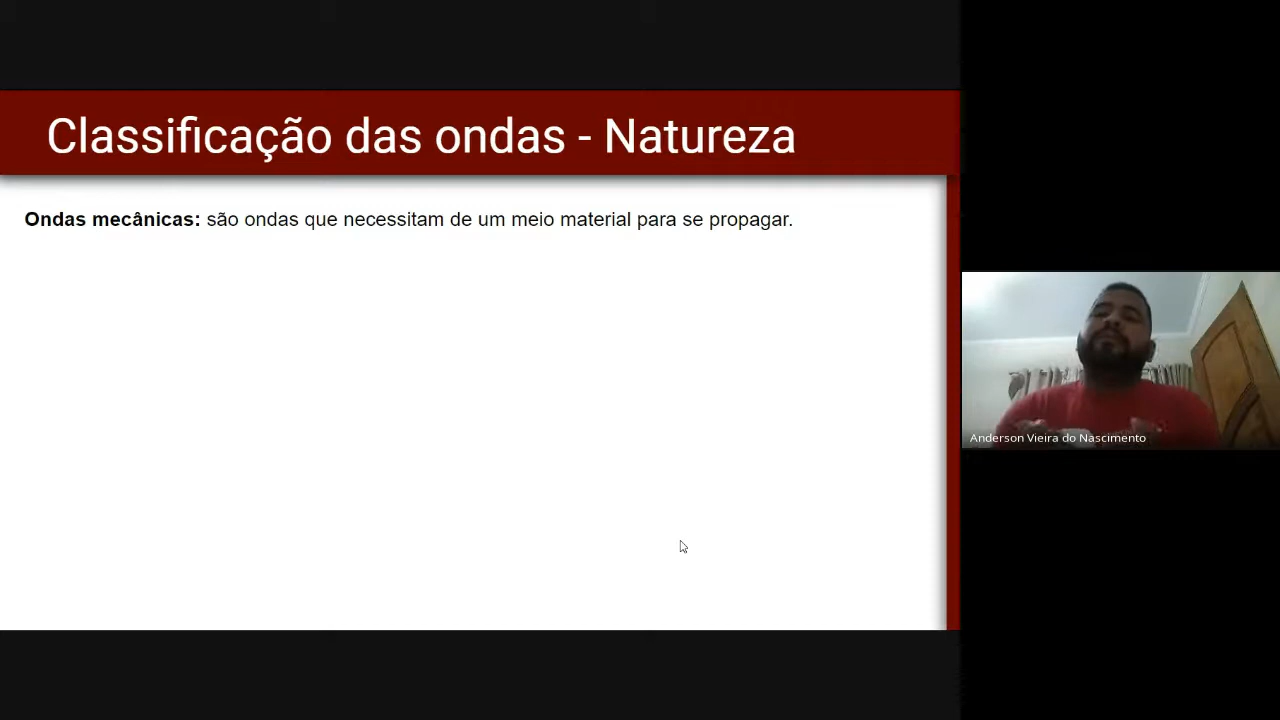 Classificação das ondas - Natureza
Ondas mecânicas: são ondas que necessitam de um meio material para se propagar.
Anderson Vieira do Nascimento